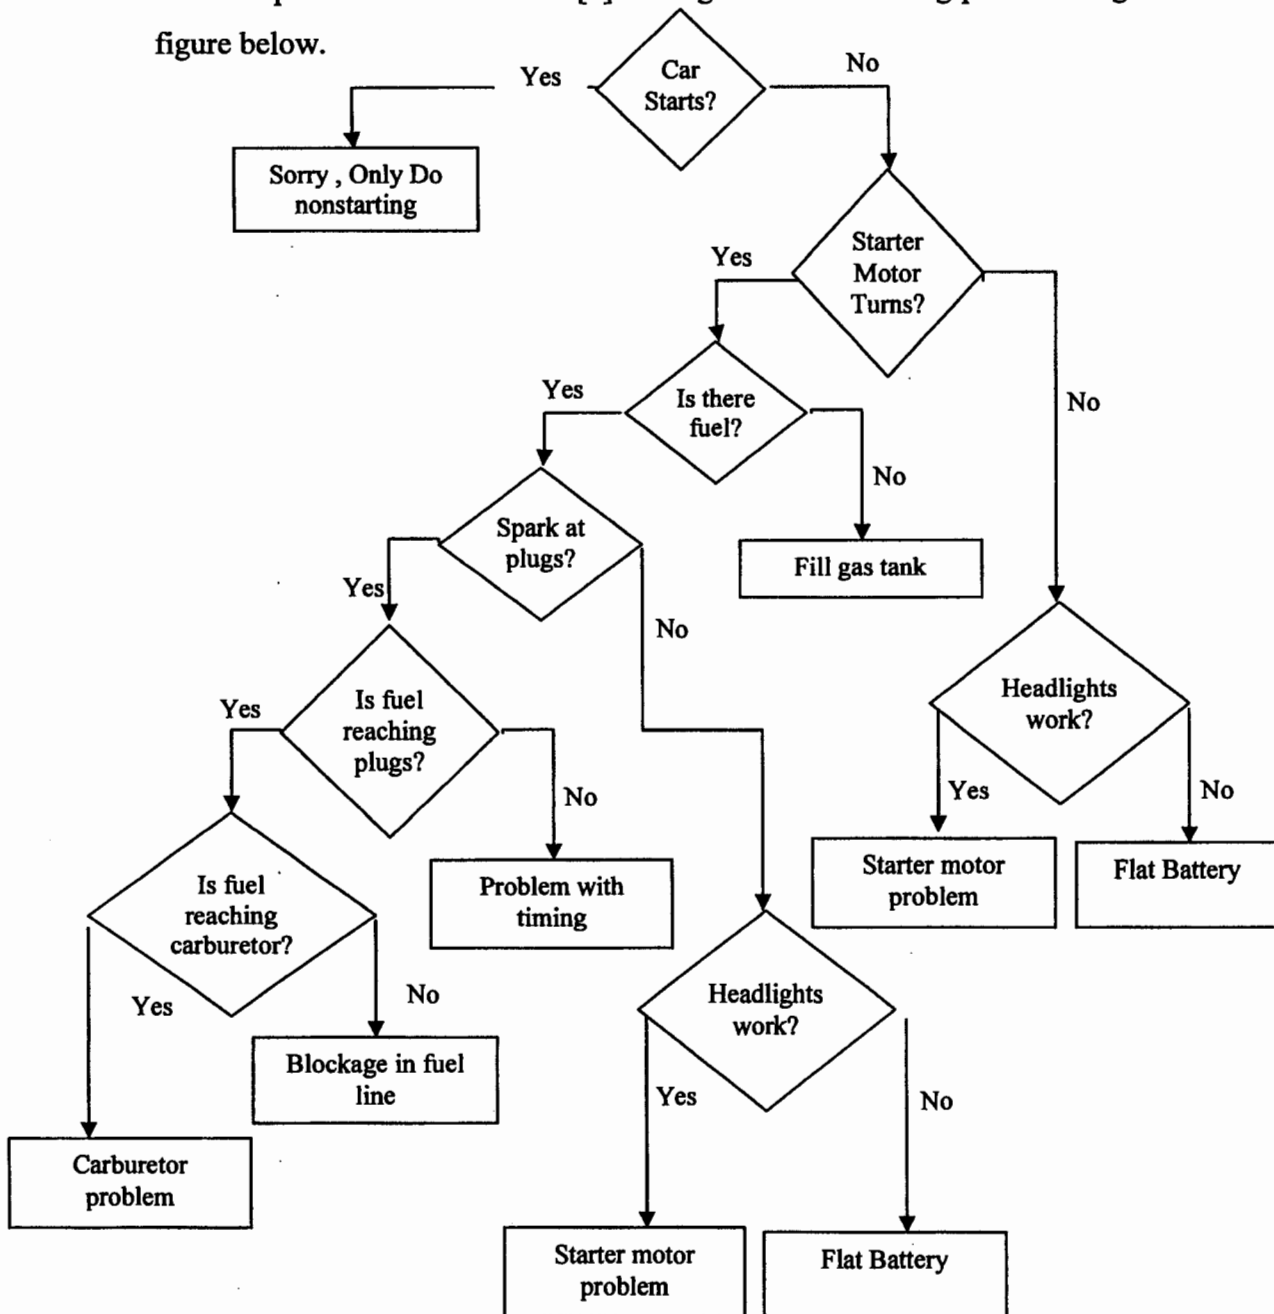 figure below.
Car
Starts?
Yes
No
Sorry , Only Do
nonstarting
Starter
Motor
Turns?
Yes
No
Is there
fuel?
Yes
No
Spark at
plugs?
Fill gas tank
Yes
No
Is fuel
reaching
plugs?
Headlights
work?
Yes
No
Yes
No
Is fuel
reaching
carburetor?
Problem with
timing
Starter motor
problem
Flat Battery
Yes
No
Headlights
work?
Blockage in fuel
line
Yes
No
Carburetor
problem
Starter motor
problem
Flat Battery